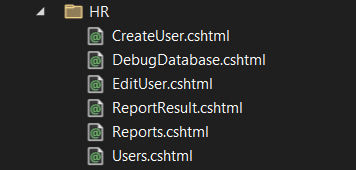 HR
CreateUser.cshtml
DebugDatabase.cshtml
EditUser.cshtml
ReportResult.cshtml
Reports.cshtml
Users.cshtml